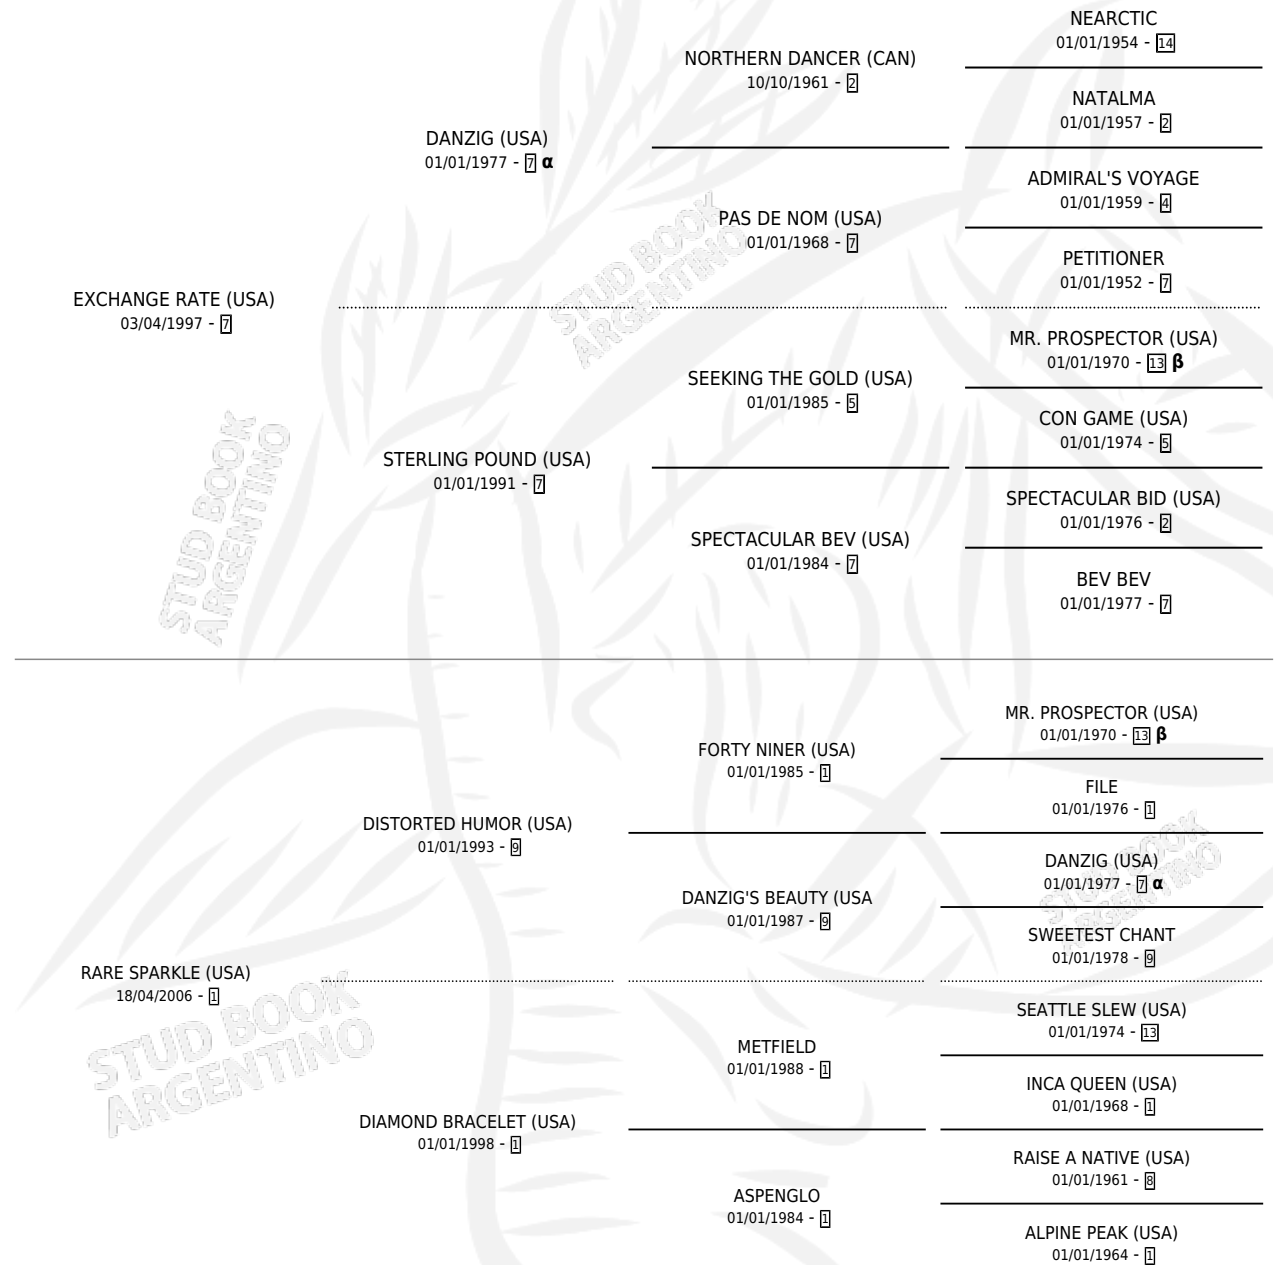 NEARCTIC
01/01/1954 - 14
NORTHERN DANCER (CAN)
10/10/1961 - 2
NATALMA
01/01/1957 - 2
DANZIG (USA)
01/01/1977 - 7 α
ADMIRAL'S VOYAGE
01/01/1959 - 4
PAS DE NOM (USA)
01/01/1968 - 7
PETITIONER
01/01/1952 - 7
EXCHANGE RATE (USA)
03/04/1997 - 7
MR. PROSPECTOR (USA)
01/01/1970 - 13 β
SEEKING THE GOLD (USA)
01/01/1985 - 5
CON GAME (USA)
01/01/1974 - 5
STERLING POUND (USA)
01/01/1991 - 7
SPECTACULAR BID (USA)
01/01/1976 - 2
SPECTACULAR BEV (USA)
01/01/1984 - 7
BEV BEV
01/01/1977 - 7
MR. PROSPECTOR (USA)
01/01/1970 - 13 β
FORTY NINER (USA)
01/01/1985 - 1
FILE
01/01/1976 - 1
DISTORTED HUMOR (USA)
01/01/1993 - 9
DANZIG (USA)
01/01/1977 - 7 α
DANZIG'S BEAUTY (USA
01/01/1987 - 9
SWEETEST CHANT
01/01/1978 - 9
RARE SPARKLE (USA)
18/04/2006 - 1
SEATTLE SLEW (USA)
01/01/1974 - 13
METFIELD
01/01/1988 - 1
INCA QUEEN (USA)
01/01/1968 - 1
DIAMOND BRACELET (USA)
01/01/1998 - 1
RAISE A NATIVE (USA)
01/01/1961 - 8
ASPENGLO
01/01/1984 - 1
ALPINE PEAK (USA)
01/01/1964 - 1
STUD BOOK
ARGENTINO
STUD BOOK
ARGENTINO
STUD BOOK
ARGENTINO
STUD BOOK
ARGENTINO